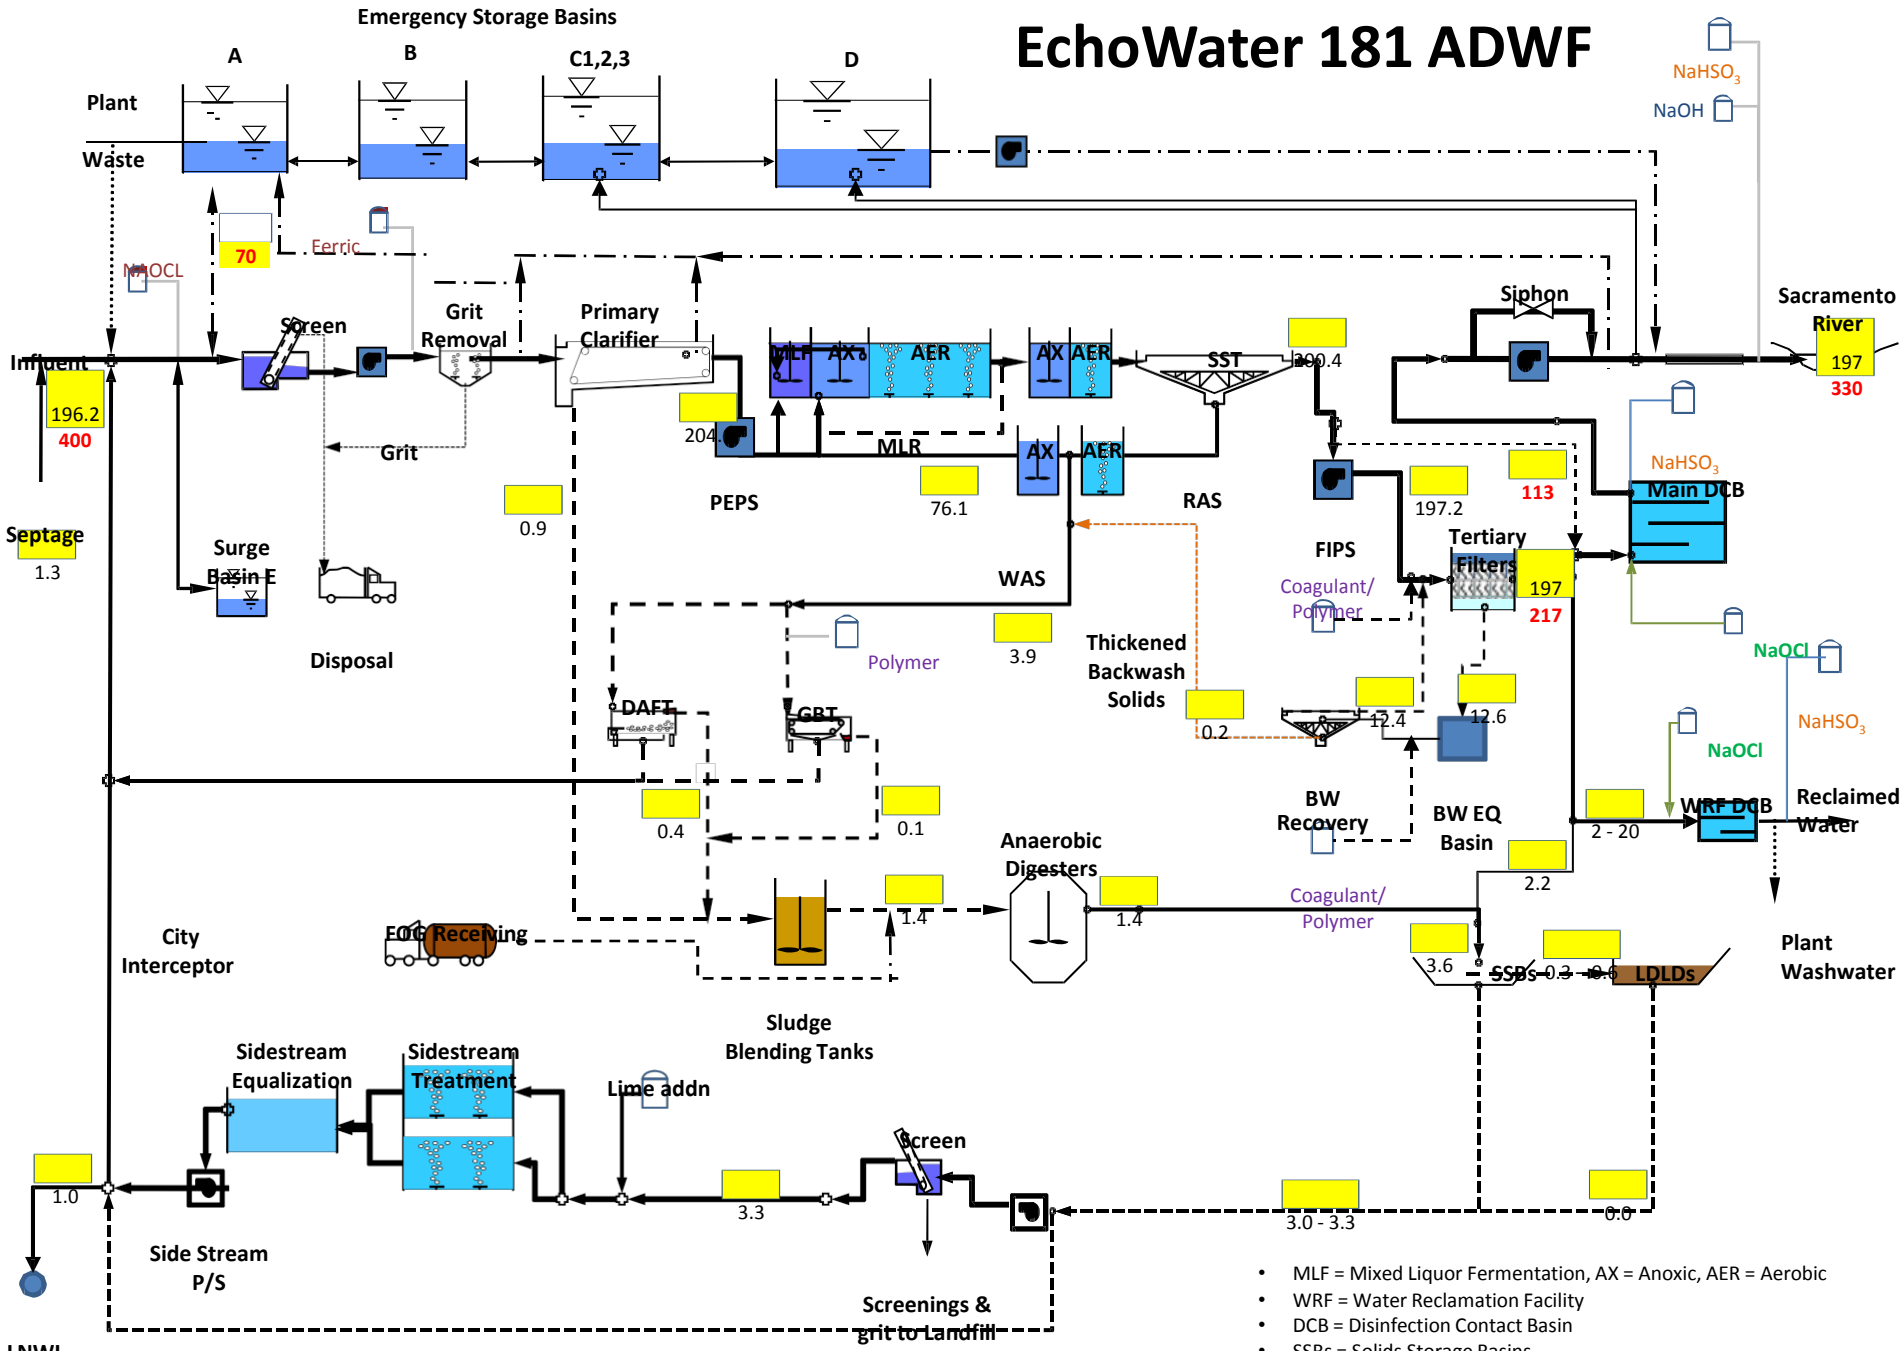 Emergency Storage Basins
EchoWater 181 ADWF
A
B
C1,2,3
D
Plant
Waste
NaHSO3
NaOH
70
Ferric
NAOCL
Screen
Grit
Removal
Primary
Clarifier
Siphon
Sacramento
River
197
330
Influent
196.2
400
MLF
AX
AER
AX
AER
SST
200.4
204.
MLR
AX
AER
Grit
PEPS
76.1
RAS
0.9
197.2
113
NaHSO3
Main DCB
Septage
1.3
Surge
Basin E
FIPS
Tertiary
Filters
197
217
Coagulant/
Polymer
WAS
3.9
Polymer
Disposal
Thickened
Backwash
Solids
0.2
12.4
12.6
NaOCl
NaHSO3
NaOCl
DAFT
GBT
0.4
0.1
BW
Recovery
BW EQ
Basin
2 - 20
WRF DCB
Reclaimed
Water
Anaerobic
Digesters
2.2
1.4
1.4
Coagulant/
Polymer
FOG Receiving
City
Interceptor
3.6
SSBs
0.3 - 0.6
LDLDs
Plant
Washwater
Sludge
Blending Tanks
Sidestream
Equalization
Sidestream
Treatment
Lime addn
Screen
1.0
3.3
3.0 - 3.3
0.0
Side Stream
P/S
Screenings &
grit to Landfill
• MLF = Mixed Liquor Fermentation, AX = Anoxic, AER = Aerobic
• WRF = Water Reclamation Facility
• DCB = Disinfection Contact Basin
• SSBs = Solids Storage Basins